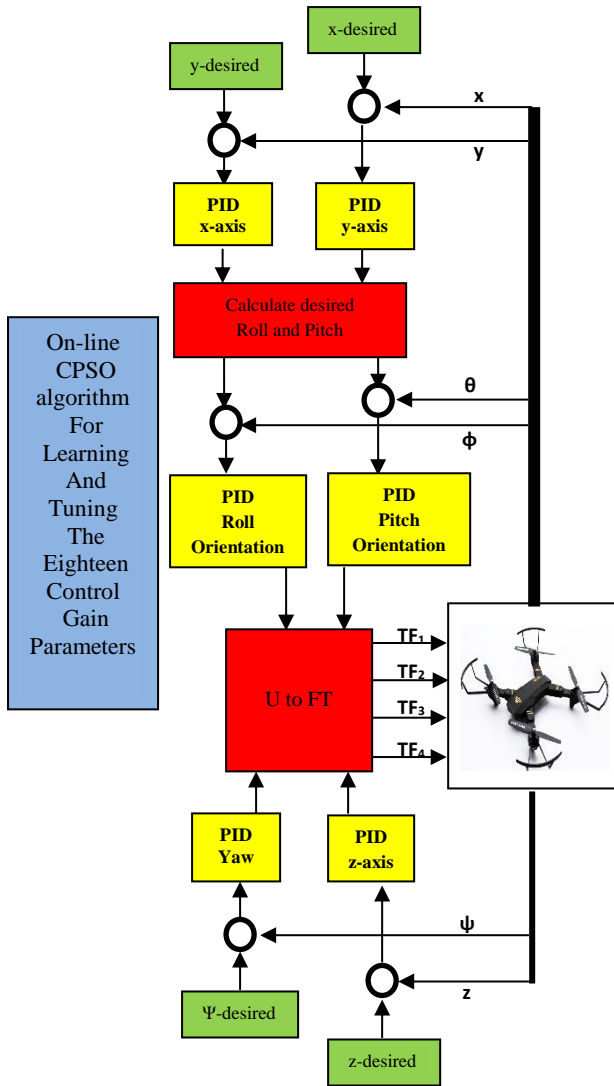 x-desired
y-desired
x
y
PID
x-axis
PID
y-axis
Calculate desired
Roll and Pitch
On-line
CPSO
algorithm
For
Learning
And
Tuning
The
Eighteen
Control
Gain
Parameters
θ
ϕ
PID
Roll
Orientation
PID
Pitch
Orientation
U to FT
TF₁
TF₂
TF₃
TF₄
PID
Yaw
PID
z-axis
ψ
z
Ψ-desired
z-desired